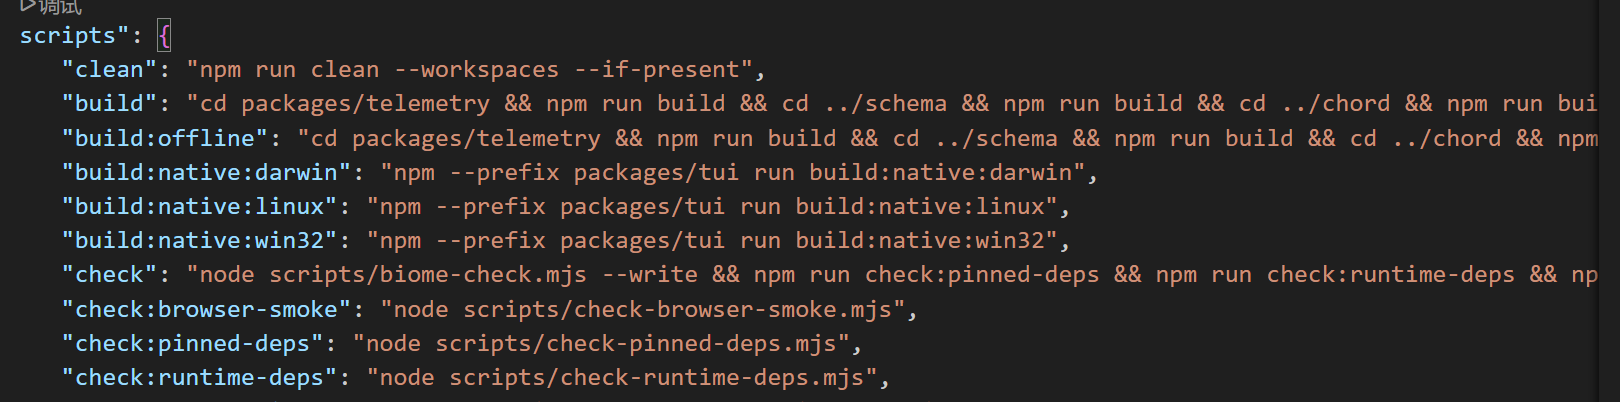 ▷调试
scripts": {
"clean": "npm run clean --workspaces --if-present",
"build": "cd packages/telemetry && npm run build && cd ../schema && npm run build && cd ../chord && npm run bui
"build:offline": "cd packages/telemetry && npm run build && cd ../schema && npm run build && cd ../chord && npm
"build:native:darwin": "npm --prefix packages/tui run build:native:darwin",
"build:native:linux": "npm --prefix packages/tui run build:native:linux",
"build:native:win32": "npm --prefix packages/tui run build:native:win32",
"check": "node scripts/biome-check.mjs --write && npm run check:pinned-deps && npm run check:runtime-deps && np
"check:browser-smoke": "node scripts/check-browser-smoke.mjs",
"check:pinned-deps": "node scripts/check-pinned-deps.mjs",
"check:runtime-deps": "node scripts/check-runtime-deps.mjs",